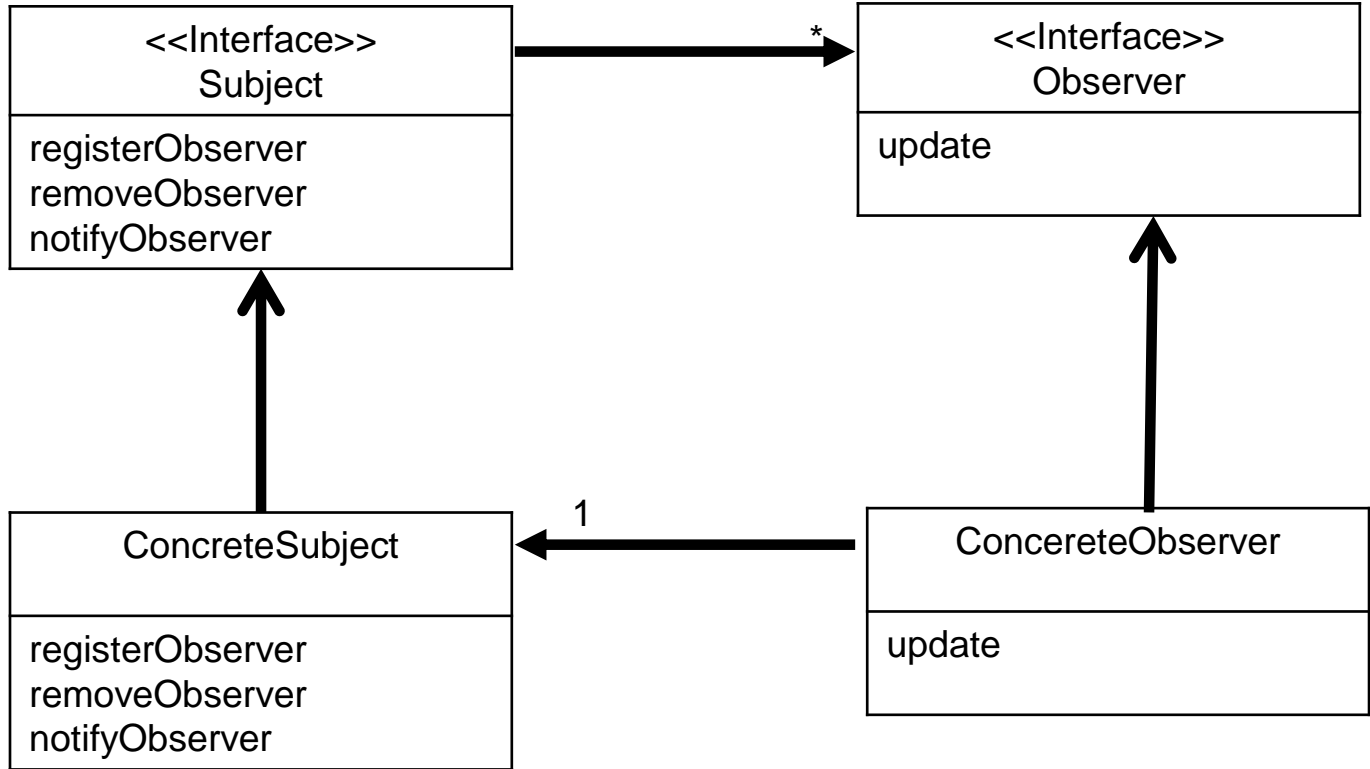 <<Interface>>
Subject
registerObserver
removeObserver
notifyObserver
*
<<Interface>>
Observer
update
ConcreteSubject
registerObserver
removeObserver
notifyObserver
1
ConcereteObserver
update